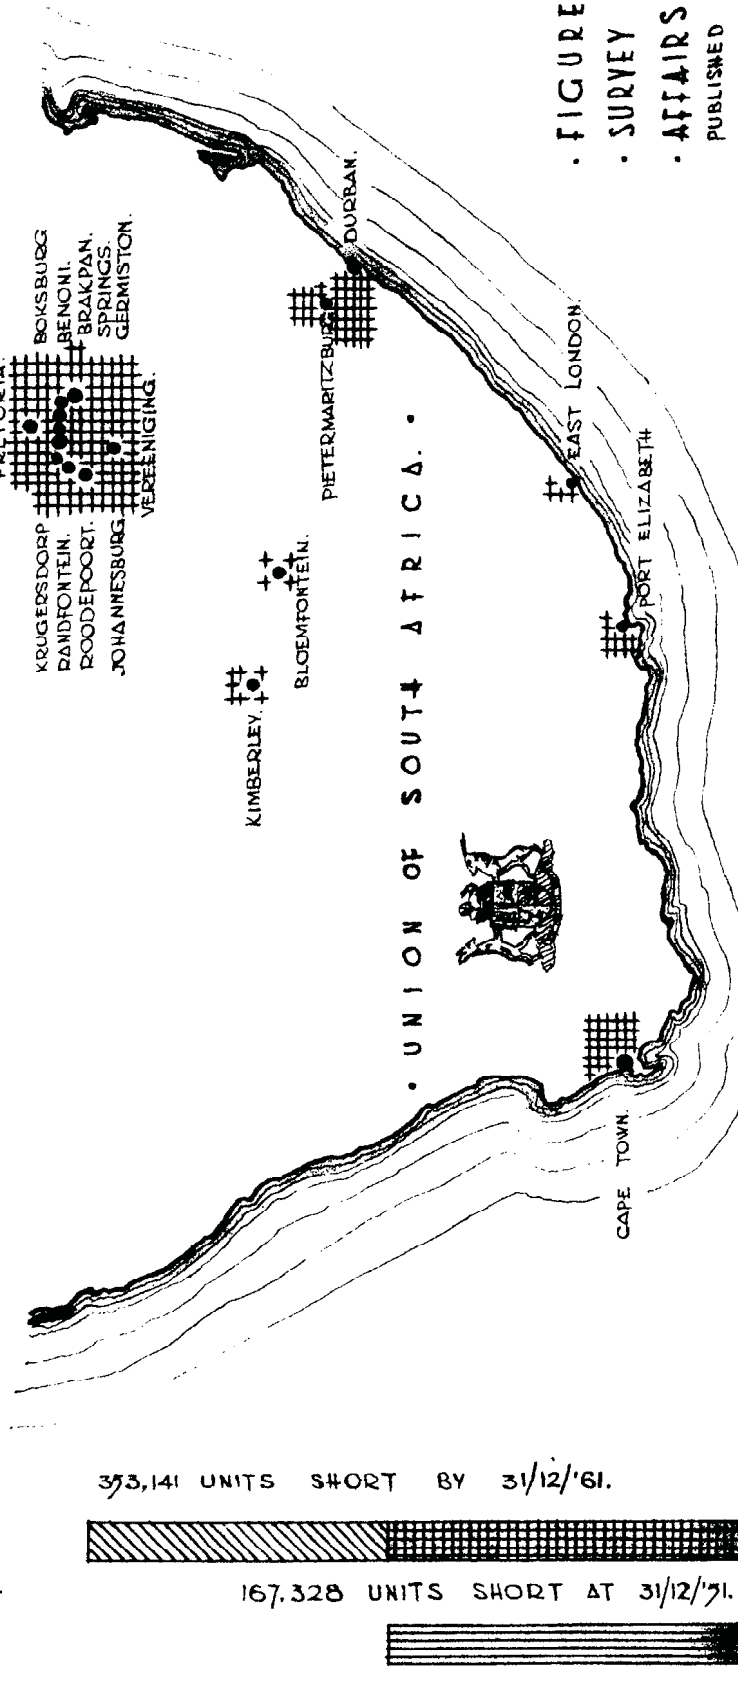 · FIGURE
· SURVEY
· AFFAIRS
PUBLISHED
PRETORIA.
KRUGERSDORP
RANDFONTEIN.
ROODEPOORT.
JOHANNESBURG
BOKSBURG
BENONI.
BRAKPAN.
SPRINGS.
GERMISTON.
VEREENIGING.
DURBAN.
PIETERMARITZBURG
BLOEMFONTEIN.
KIMBERLEY.
EAST LONDON.
PORT ELIZABETH
· UNION OF SOUTH AFRICA. ·
CAPE TOWN.
353,141 UNITS SHORT BY 31/12/'61.
167.328 UNITS SHORT AT 31/12/'51.